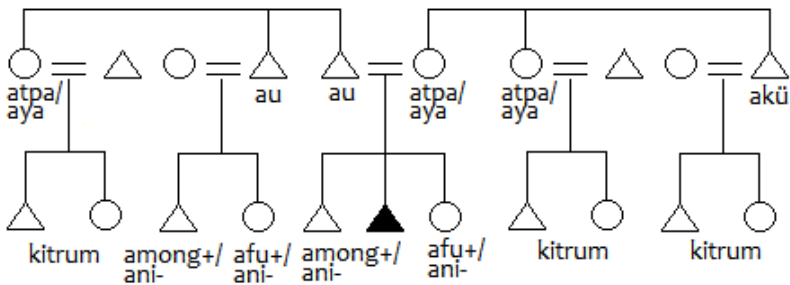 atpa/
aya
au
au
atpa/
aya
atpa/
aya
akü
kitrum
among+/
ani-
afu+/
ani-
among+/
ani-
afu+/
ani-
kitrum
kitrum